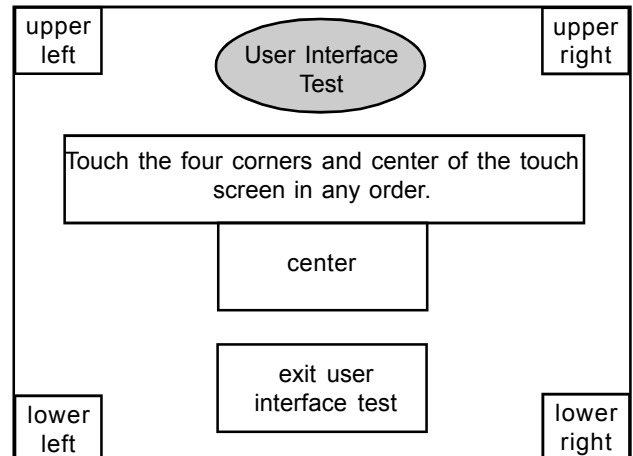 upper
left
User Interface
Test
upper
right
Touch the four corners and center of the touch
screen in any order.
center
exit user
interface test
lower
left
lower
right